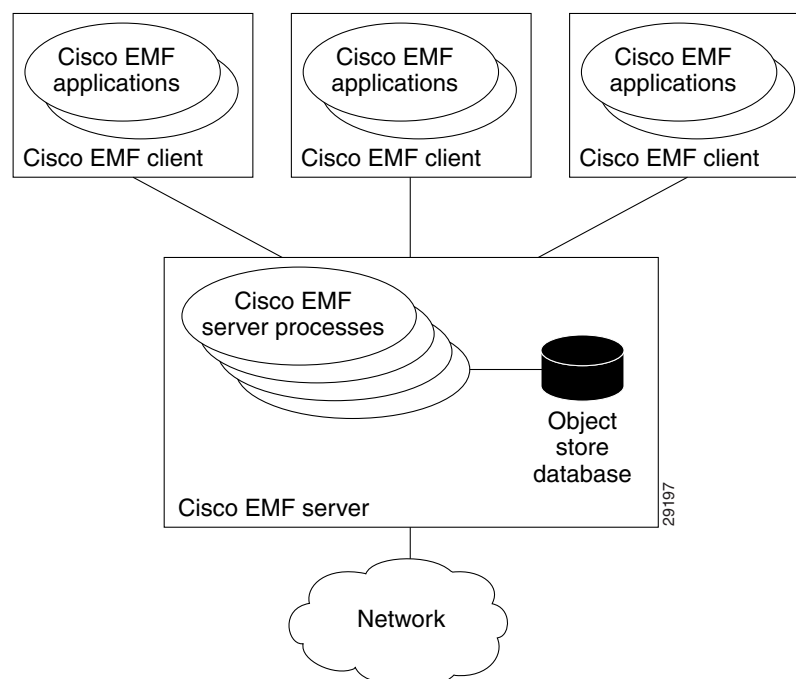 Cisco EMF
applications
Cisco EMF client
Cisco EMF
applications
Cisco EMF client
Cisco EMF
applications
Cisco EMF client
Cisco EMF
server processes
Object
store
database
Cisco EMF server
29197
Network